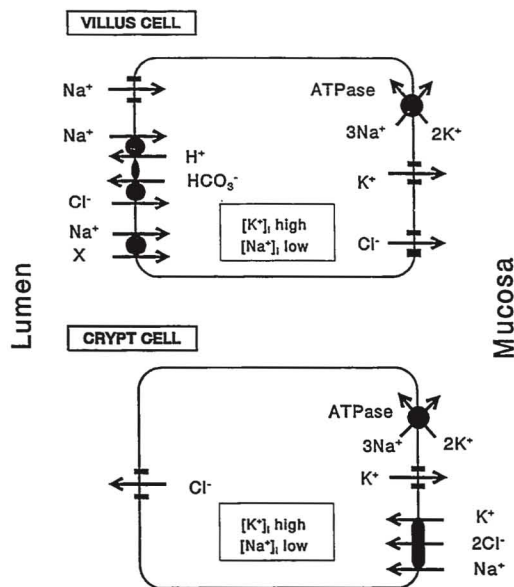 VILLUS CELL
Na⁺
ATPase
Na⁺
3Na⁺ 2K⁺
H⁺
HCO₃⁻
K⁺
Cl⁻
Na⁺
[K⁺]ᵢ high
[Na⁺]ᵢ low
Cl⁻
X
Lumen
Mucosa
CRYPT CELL
ATPase
3Na⁺ 2K⁺
K⁺
Cl⁻
[K⁺]ᵢ high
[Na⁺]ᵢ low
K⁺
2Cl⁻
Na⁺